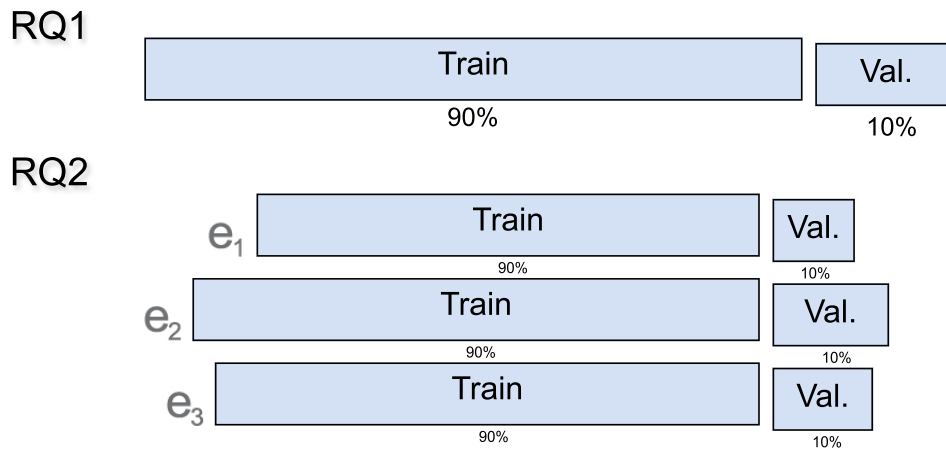 RQ1
Train Val.
90% 10%
RQ2
e₁ Train Val.
90% 10%
e₂ Train Val.
90% 10%
e₃ Train Val.
90% 10%